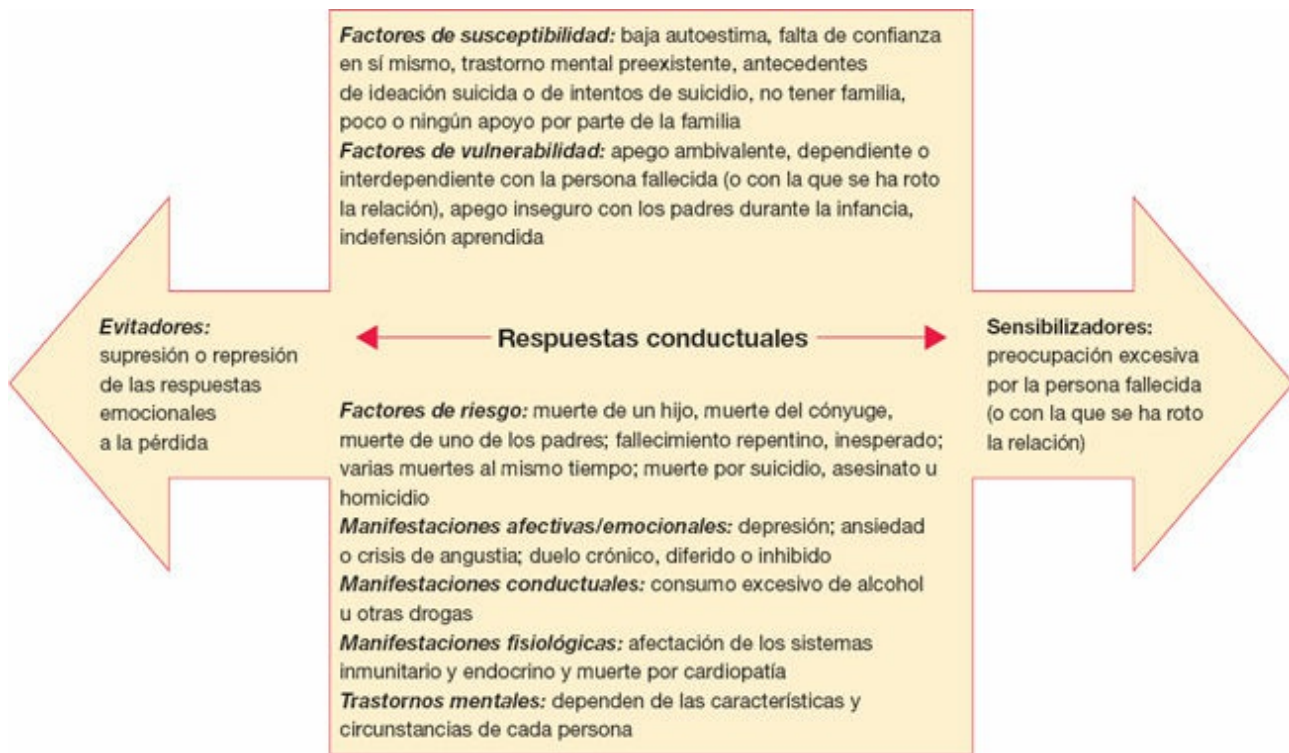 Factores de susceptibilidad: baja autoestima, falta de confianza
en sí mismo, trastorno mental preexistente, antecedentes
de ideación suicida o de intentos de suicidio, no tener familia,
poco o ningún apoyo por parte de la familia
Factores de vulnerabilidad: apego ambivalente, dependiente o
interdependiente con la persona fallecida (o con la que se ha roto
la relación), apego inseguro con los padres durante la infancia,
indefensión aprendida
Evitadores:
supresión o represión
de las respuestas
emocionales
a la pérdida
Respuestas conductuales
Sensibilizadores:
preocupación excesiva
por la persona fallecida
(o con la que se ha roto
la relación)
Factores de riesgo: muerte de un hijo, muerte del cónyuge,
muerte de uno de los padres; fallecimiento repentino, inesperado;
varias muertes al mismo tiempo; muerte por suicidio, asesinato u
homicidio
Manifestaciones afectivas/emocionales: depresión; ansiedad
o crisis de angustia; duelo crónico, diferido o inhibido
Manifestaciones conductuales: consumo excesivo de alcohol
u otras drogas
Manifestaciones fisiológicas: afectación de los sistemas
inmunitario y endocrino y muerte por cardiopatía
Trastornos mentales: dependen de las características y
circunstancias de cada persona